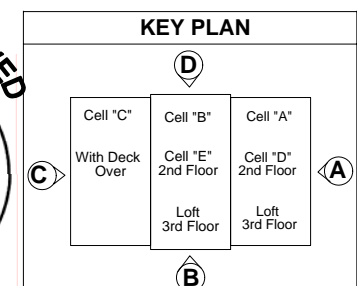 KEY PLAN
D
Cell "C"
With Deck
Over
Cell "B"
Cell "E"
2nd Floor
Loft
3rd Floor
Cell "A"
Cell "D"
2nd Floor
Loft
3rd Floor
C
A
B